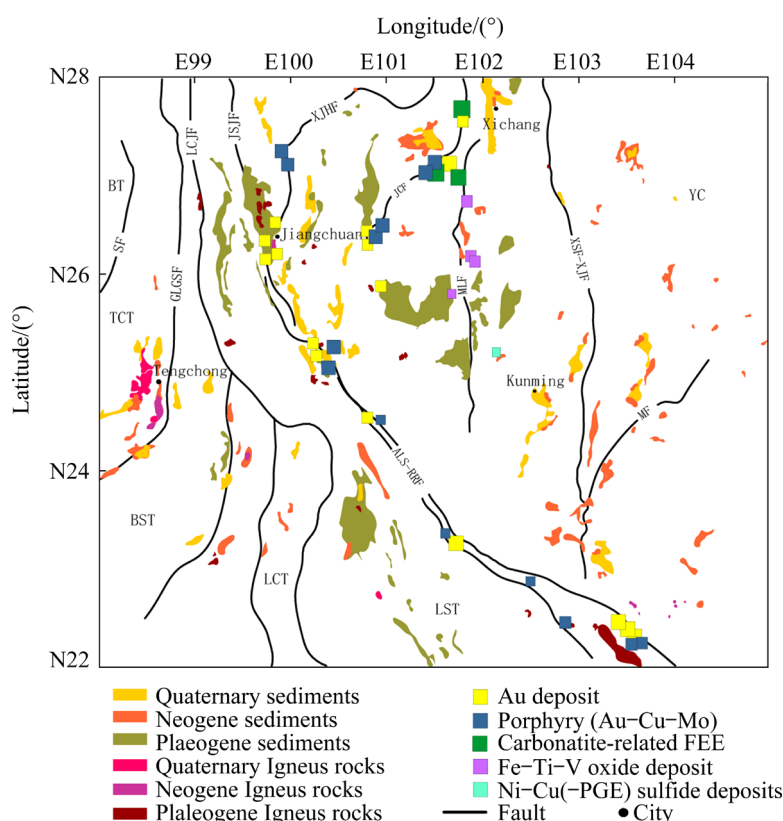 Longitude/(°)
E99 E100 E101 E102 E103 E104
N28
XJHF
LCJF
JSJF
Xichang
BT
JCF
YC
Jiangchuan
SF
GLGSF
XSF-XJF
Latitude/(°)
N26
MLF
TCT
Tengchong
Kunming
MF
N24
ALS-RRF
BST
LCT
LST
N22
Quaternary sediments
Neogene sediments
Plaeogene sediments
Quaternary Igneus rocks
Neogene Igneus rocks
Plaleogene Igneus rocks
Au deposit
Porphyry (Au-Cu-Mo)
Carbonatite-related FEE
Fe-Ti-V oxide deposit
Ni-Cu(-PGE) sulfide deposits
Fault
City